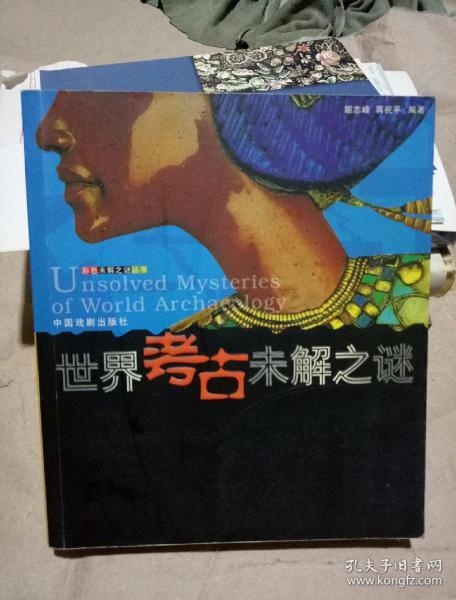 胡志峰 蒋祝平 编著
彩色未解之谜丛书
Unsolved Mysteries
of World Archaeology
中国戏剧出版社
世界考古未解之谜
孔夫子旧书网
www.kongfz.com